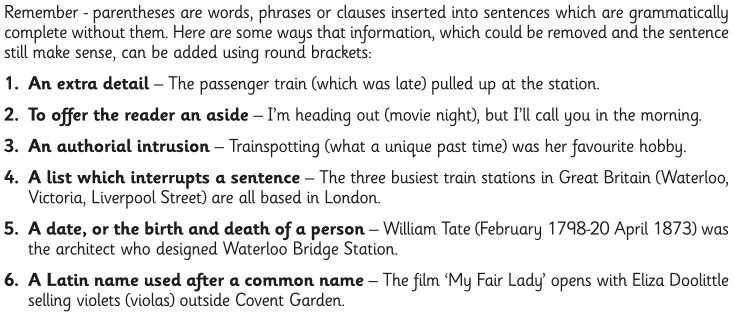 Remember - parentheses are words, phrases or clauses inserted into sentences which are grammatically
complete without them. Here are some ways that information, which could be removed and the sentence
still make sense, can be added using round brackets:
1. An extra detail – The passenger train (which was late) pulled up at the station.
2. To offer the reader an aside – I'm heading out (movie night), but I'll call you in the morning.
3. An authorial intrusion – Trainspotting (what a unique past time) was her favourite hobby.
4. A list which interrupts a sentence – The three busiest train stations in Great Britain (Waterloo,
Victoria, Liverpool Street) are all based in London.
5. A date, or the birth and death of a person – William Tate (February 1798-20 April 1873) was
the architect who designed Waterloo Bridge Station.
6. A Latin name used after a common name – The film ‘My Fair Lady’ opens with Eliza Doolittle
selling violets (violas) outside Covent Garden.